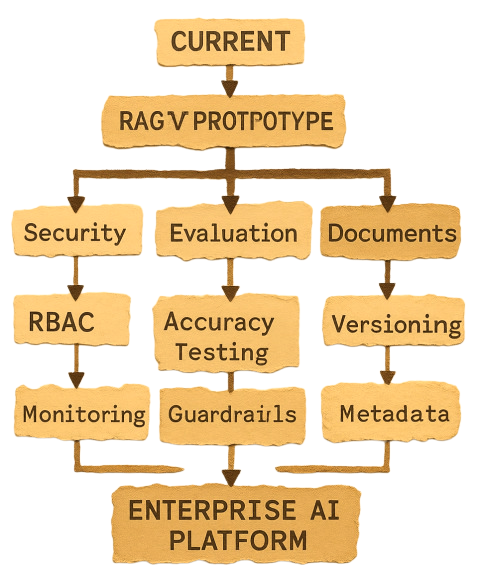 CURRENT
RAG V PROTPOTYPE
Security
Evaluation
Documents
RBAC
Accuracy
Testing
Versioning
Monitoring
Guardrails
Metadata
ENTERPRISE AI
PLATFORM